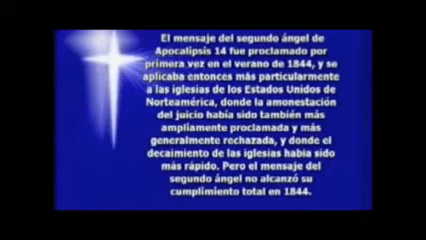 El mensaje del segundo ángel de
Apocalipsis 14 fue proclamado por
primera vez en el verano de 1844, y se
aplicaba entonces más particularmente
a las iglesias de los Estados Unidos de
Norteamérica, donde la amonestación
del juicio había sido también más
ampliamente proclamada y más
generalmente rechazada, y donde el
decaimiento de las iglesias había sido
más rápido. Pero el mensaje del
segundo ángel no alcanzó su
cumplimiento total en 1844.